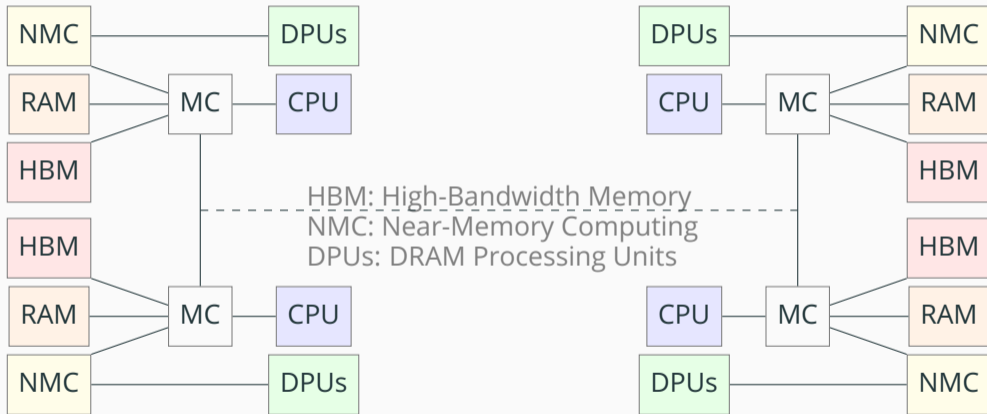 NMC DPUs DPUs NMC
RAM MC CPU CPU MC RAM
HBM HBM
HBM: High-Bandwidth Memory
NMC: Near-Memory Computing
DPUs: DRAM Processing Units
HBM HBM
RAM MC CPU CPU MC RAM
NMC DPUs DPUs NMC